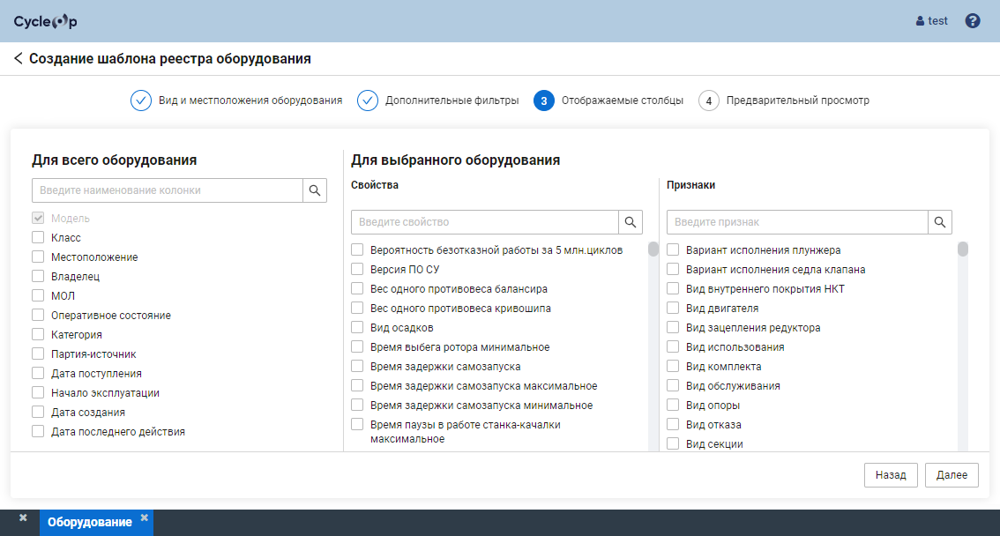 CycleOp
test
?
Создание шаблона реестра оборудования
Вид и местположения оборудования
Дополнительные фильтры
3 Отображаемые столбцы
4 Предварительный просмотр
Для всего оборудования
Введите наименование колонки
Модель
Класс
Местоположение
Владелец
МОЛ
Оперативное состояние
Категория
Партия-источник
Дата поступления
Начало эксплуатации
Дата создания
Дата последнего действия
Для выбранного оборудования
Свойства
Введите свойство
Вероятность безотказной работы за 5 млн.циклов
Версия ПО СУ
Вес одного противовеса балансира
Вес одного противовеса кривошипа
Вид осадков
Время выбега ротора минимальное
Время задержки самозапуска
Время задержки самозапуска максимальное
Время задержки самозапуска минимальное
Время паузы в работе станка-качалки
максимальное
Признаки
Введите признак
Вариант исполнения плунжера
Вариант исполнения седла клапана
Вид внутреннего покрытия НКТ
Вид двигателя
Вид зацепления редуктора
Вид использования
Вид комплекта
Вид обслуживания
Вид опоры
Вид отказа
Вид секции
Назад
Далее
Оборудование